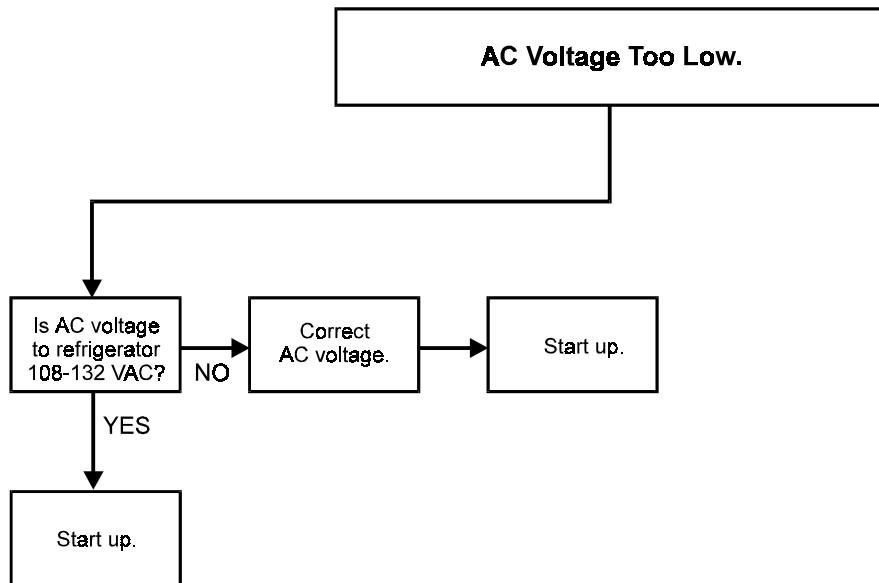 AC Voltage Too Low.
Is AC voltage
to refrigerator
108-132 VAC?
NO
Correct
AC voltage.
Start up.
YES
Start up.